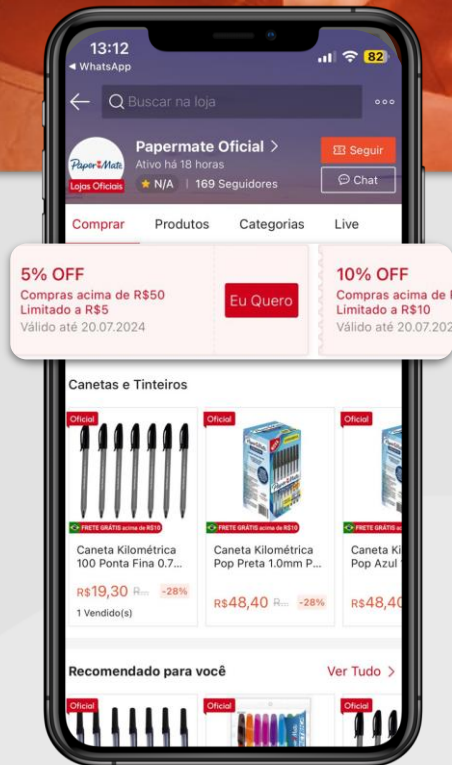 13:12
WhatsApp
82
Buscar na loja
Papermate Oficial >
Ativo há 18 horas
N/A | 169 Seguidores
Seguir
Chat
Paper Mate
Lojas Oficiais
Comprar Produtos Categorias Live
5% OFF
Compras acima de R$50
Limitado a R$5
Válido até 20.07.2024
Eu Quero
10% OFF
Compras acima de
Limitado a R$10
Válido até 20.07.202
Canetas e Tinteiros
Oficial
FRETE GRÁTIS acima de R$10
Caneta Kilométrica
100 Ponta Fina 0.7...
R$19,30 R... -28%
1 Vendido(s)
Oficial
FRETE GRÁTIS acima de R$10
Caneta Kilométrica
Pop Preta 1.0mm P...
R$48,40 R... -28%
Oficial
FRETE GRÁTIS
Caneta Ki
Pop Azul
R$48,40
Recomendado para você
Ver Tudo >
Oficial
Oficial
Oficial